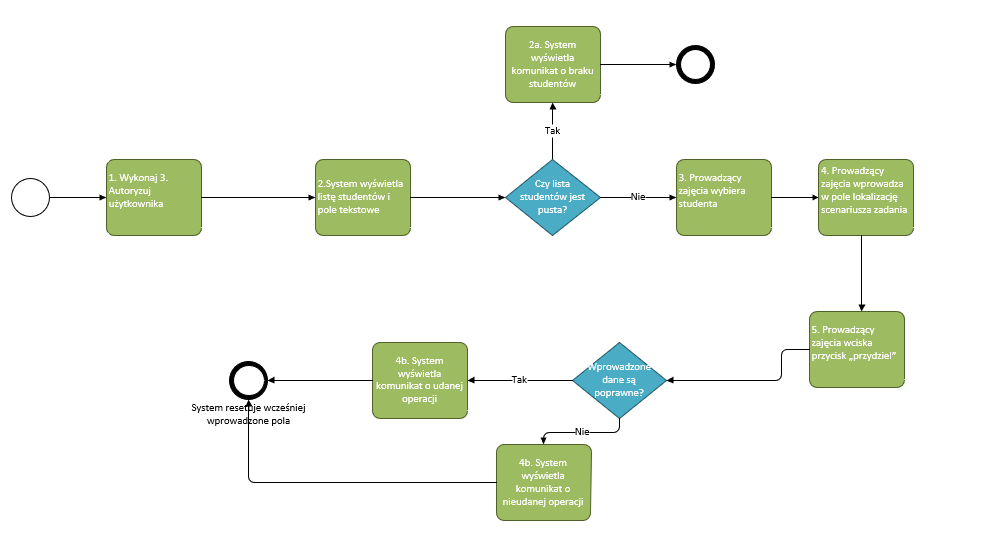 2a. System
wyświetla
komunikat o braku
studentów
Tak
1. Wykonaj 3.
Autoryzuj
użytkownika
2.System wyświetla
listę studentów i
pole tekstowe
Czy lista
studentów jest
pusta?
Nie
3. Prowadzący
zajęcia wybiera
studenta
4. Prowadzący
zajęcia wprowadza
w pole lokalizację
scenariusza zadania
5. Prowadzący
zajęcia wciska
przycisk „przydziel”
Wprowadzone
dane są
poprawne?
Tak
4b. System
wyświetla
komunikat o udanej
operacji
System resetuje wcześniej
wprowadzone pola
Nie
4b. System
wyświetla
komunikat o
nieudanej operacji